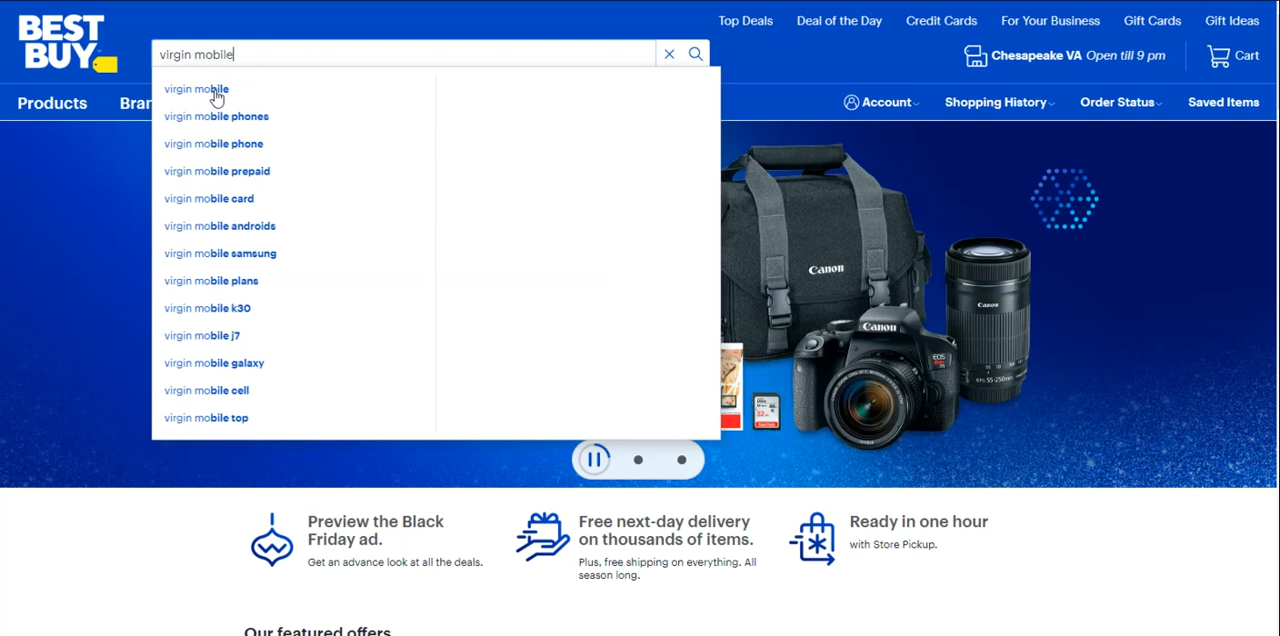 BEST
BUY
Top Deals Deal of the Day Credit Cards For Your Business Gift Cards Gift Ideas
virgin mobile
Chesapeake VA Open till 9 pm
Cart
Products Bran
Account Shopping History Order Status Saved Items
virgin mobile
virgin mobile phones
virgin mobile phone
virgin mobile prepaid
virgin mobile card
virgin mobile androids
virgin mobile samsung
virgin mobile plans
virgin mobile k30
virgin mobile j7
virgin mobile galaxy
virgin mobile cell
virgin mobile top
Canon
Canon
Canon
EOS
EFS 55-250mm
32
Preview the Black
Friday ad.
Get an advance look at all the deals.
Free next-day delivery
on thousands of items.
Plus, free shipping on everything. All
season long.
Ready in one hour
with Store Pickup.
Our featured offers